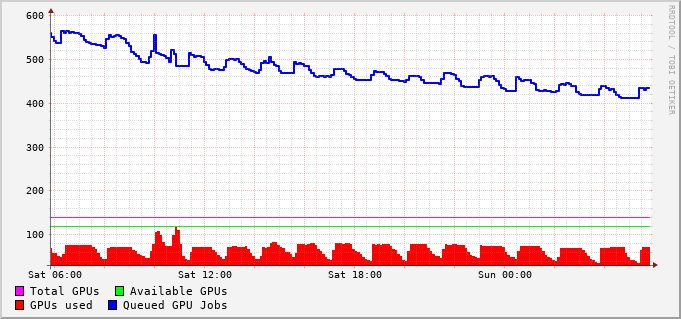 600
500
400
300
200
100
Sat 06:00 Sat 12:00 Sat 18:00 Sun 00:00
Total GPUs Available GPUs
GPUs used Queued GPU Jobs
RRDTOOL / TOBI OETIKER